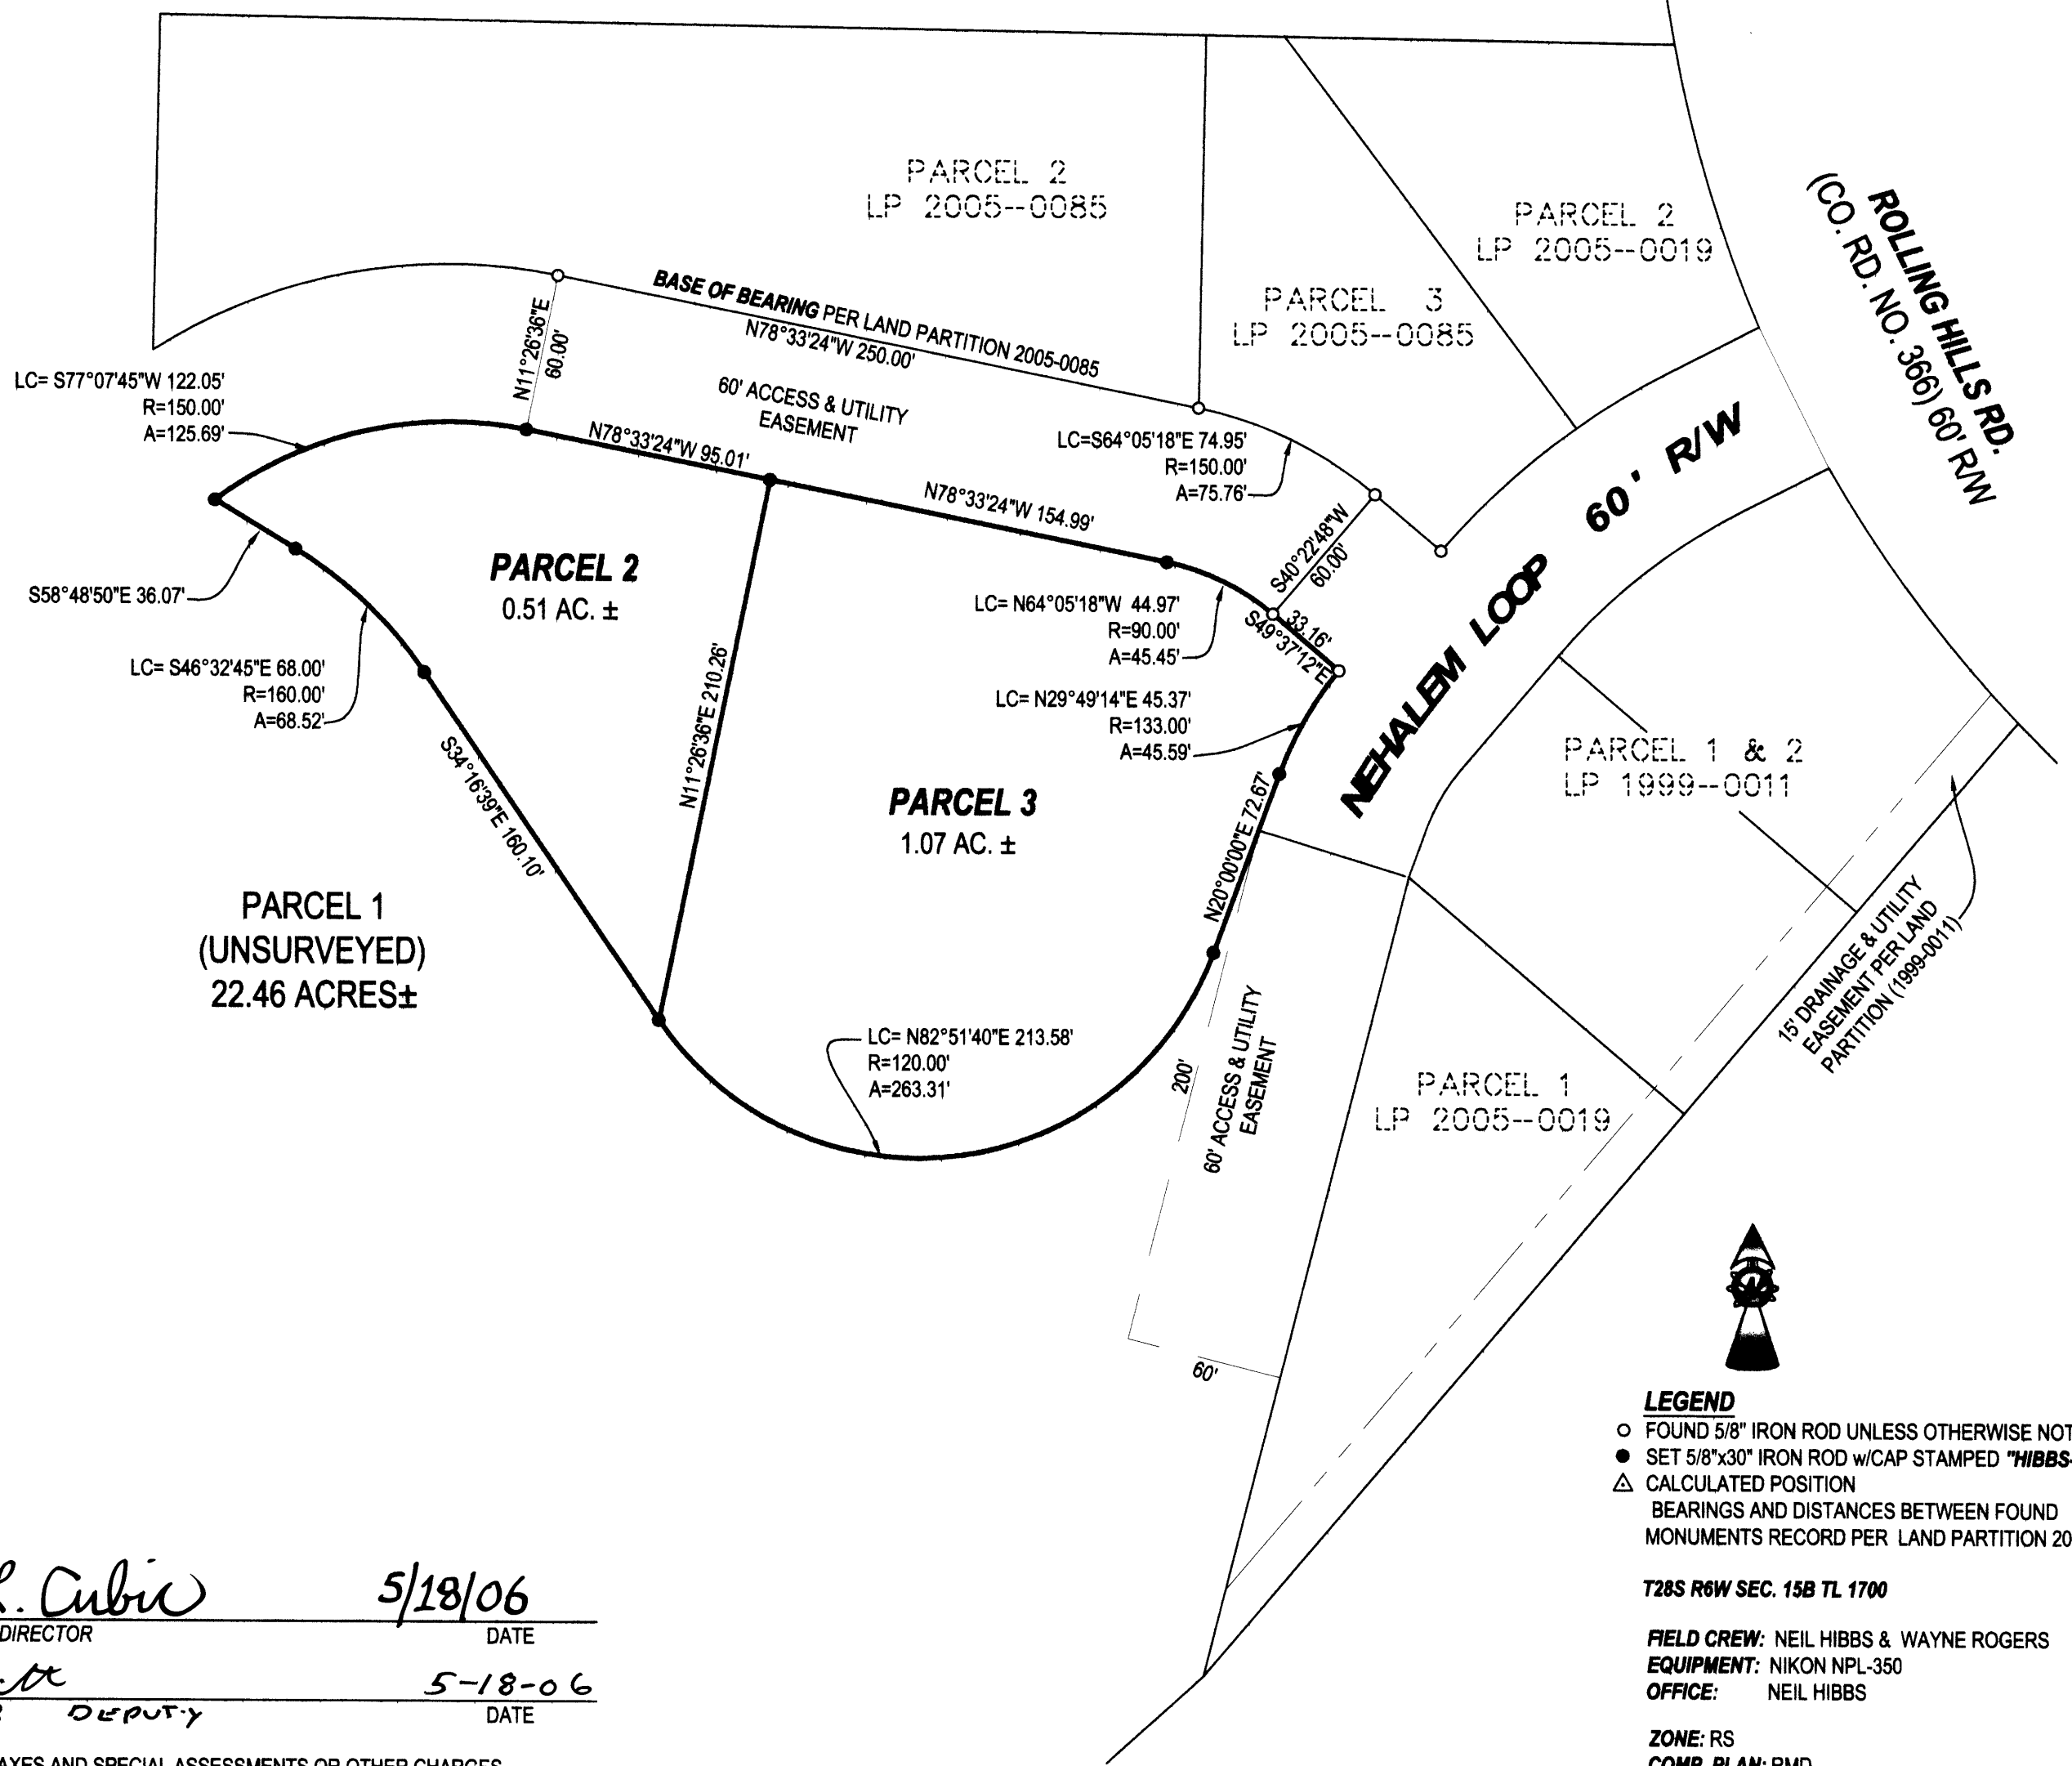 PARCEL 2
LP 2005--0085
PARCEL 2
LP 2005--0019
PARCEL 3
LP 2005--0085
ROLLING HILLS RD.
(CO. RD. NO. 366) 60' R/W
BASE OF BEARING PER LAND PARTITION 2005-0085
N78°33'24"W 250.00'
N11°26'36"E
60.00'
60' ACCESS & UTILITY
EASEMENT
LC= S77°07'45"W 122.05'
R=150.00'
A=125.69'
N78°33'24"W 95.01'
N78°33'24"W 154.99'
LC=S64°05'18"E 74.95'
R=150.00'
A=75.76'
S40°22'48"W
60.00'
NEHALEM LOOP 60' R/W
PARCEL 2
0.51 AC. ±
S58°48'50"E 36.07'
LC= N64°05'18"W 44.97'
R=90.00'
A=45.45'
33.16'
S49°37'12"E
LC= S46°32'45"E 68.00'
R=160.00'
A=68.52'
N11°26'36"E 210.26'
LC= N29°49'14"E 45.37'
R=133.00'
A=45.59'
S34°16'39"E 160.10'
PARCEL 3
1.07 AC. ±
N20°00'00"E 72.67'
PARCEL 1 & 2
LP 1999--0011
PARCEL 1
(UNSURVEYED)
22.46 ACRES±
15' DRAINAGE & UTILITY
EASEMENT PER LAND
PARTITION (1999-0011)
LC= N82°51'40"E 213.58'
R=120.00'
A=263.31'
200'
60' ACCESS & UTILITY
EASEMENT
PARCEL 1
LP 2005--0019
60'
LEGEND
FOUND 5/8" IRON ROD UNLESS OTHERWISE NOT
SET 5/8"x30" IRON ROD w/CAP STAMPED "HIBBS-
CALCULATED POSITION
BEARINGS AND DISTANCES BETWEEN FOUND
MONUMENTS RECORD PER LAND PARTITION 20
T28S R6W SEC. 15B TL 1700
FIELD CREW: NEIL HIBBS & WAYNE ROGERS
EQUIPMENT: NIKON NPL-350
OFFICE: NEIL HIBBS
ZONE: RS
COMP. PLAN: RMD
Cubic 5/18/06
DIRECTOR DATE
5-18-06
DEPUTY DATE
AXES AND SPECIAL ASSESSMENTS OR OTHER CHARGES